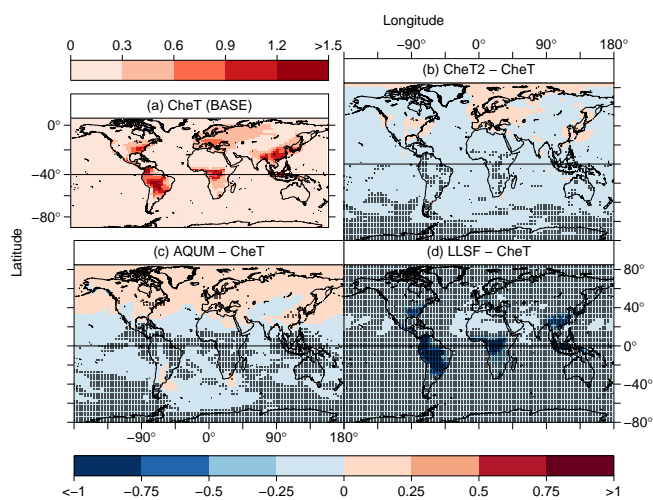 Longitude
0 0.3 0.6 0.9 1.2 >1.5
−90° 0° 90° 180°
(b) CheT2 − CheT
(a) CheT (BASE)
0°
−40°
−80°
Latitude
(c) AQUM − CheT
(d) LLSF − CheT
80°
40°
0°
−40°
−80°
−90° 0° 90° 180°
<−1 −0.75 −0.5 −0.25 0 0.25 0.5 0.75 >1